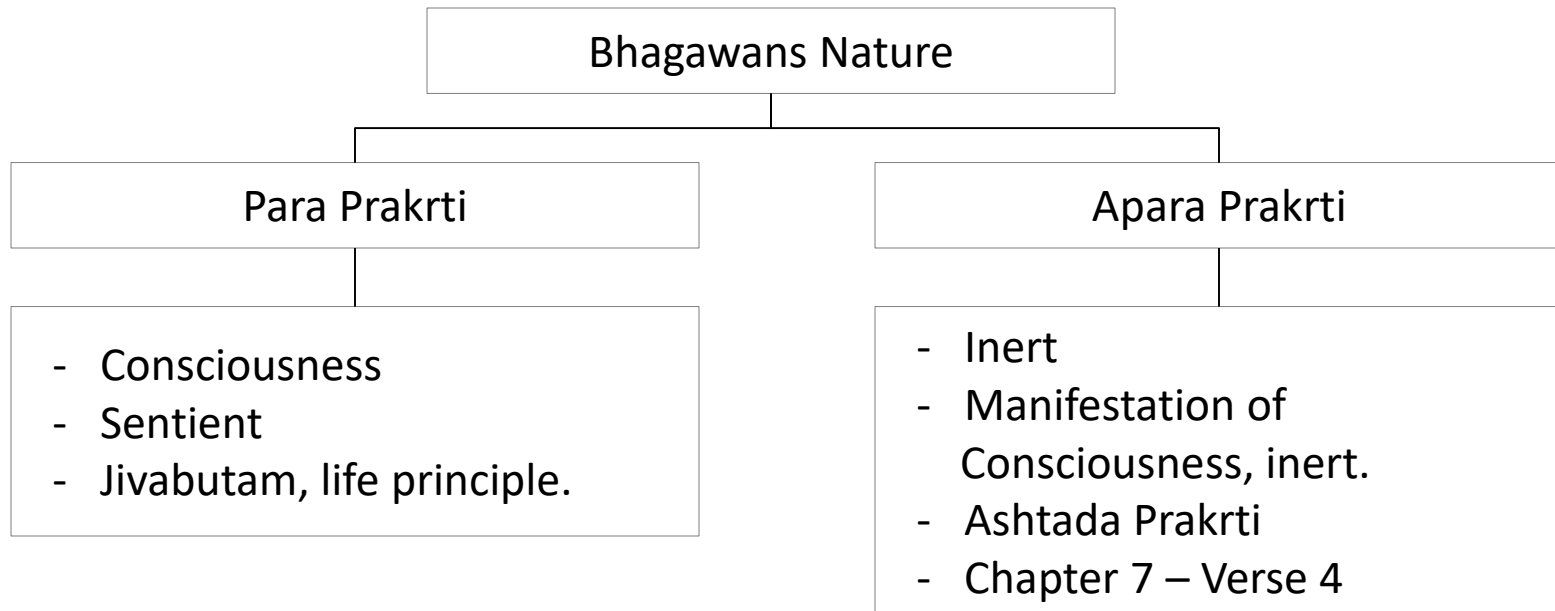 Bhagawans Nature
Para Prakrti
Apara Prakrti
- Consciousness
- Sentient
- Jivabutam, life principle.
- Inert
- Manifestation of
Consciousness, inert.
- Ashtada Prakrti
- Chapter 7 – Verse 4